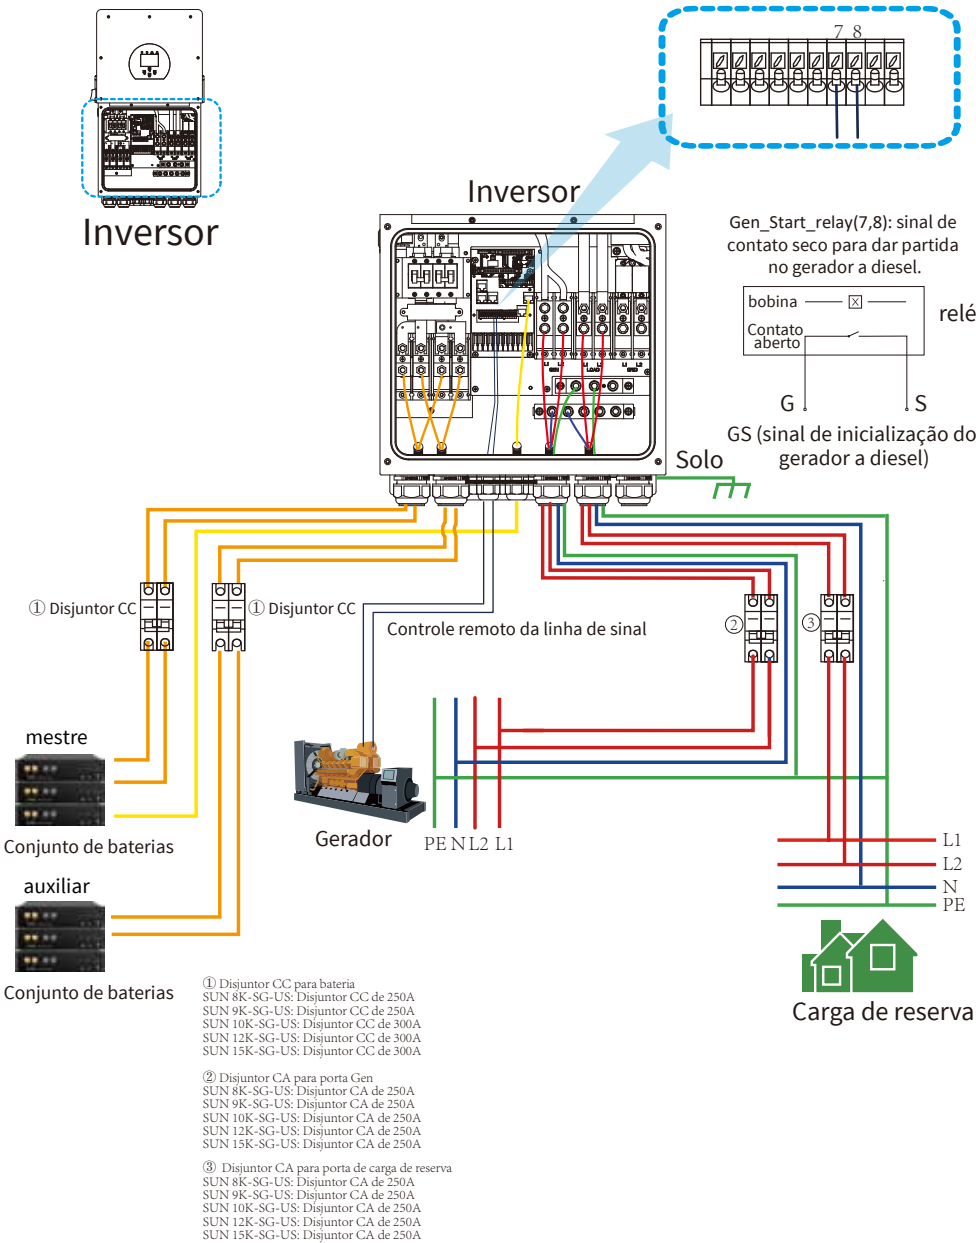 7 8
Inversor
Inversor
Gen_Start_relay(7,8): sinal de
contato seco para dar partida
no gerador a diesel.
bobina
x
relé
Contato
aberto
G
S
GS (sinal de inicialização do
gerador a diesel)
L1 L2
GEN
L1 L2
LOAD
L1 L2
GRID
Solo
① Disjuntor CC
① Disjuntor CC
②
③
Controle remoto da linha de sinal
mestre
Conjunto de baterias
Gerador
PE N L2 L1
L1
L2
N
PE
auxiliar
Conjunto de baterias
Carga de reserva
① Disjuntor CC para bateria
SUN 8K-SG-US: Disjuntor CC de 250A
SUN 9K-SG-US: Disjuntor CC de 250A
SUN 10K-SG-US: Disjuntor CC de 300A
SUN 12K-SG-US: Disjuntor CC de 300A
SUN 15K-SG-US: Disjuntor CC de 300A
② Disjuntor CA para porta Gen
SUN 8K-SG-US: Disjuntor CA de 250A
SUN 9K-SG-US: Disjuntor CA de 250A
SUN 10K-SG-US: Disjuntor CA de 250A
SUN 12K-SG-US: Disjuntor CA de 250A
SUN 15K-SG-US: Disjuntor CA de 250A
③ Disjuntor CA para porta de carga de reserva
SUN 8K-SG-US: Disjuntor CA de 250A
SUN 9K-SG-US: Disjuntor CA de 250A
SUN 10K-SG-US: Disjuntor CA de 250A
SUN 12K-SG-US: Disjuntor CA de 250A
SUN 15K-SG-US: Disjuntor CA de 250A